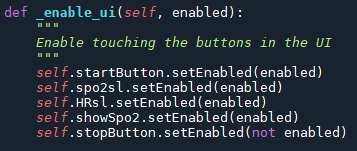 def _enable_ui(self, enabled):
    """
    Enable touching the buttons in the UI
    """
    self.startButton.setEnabled(enabled)
    self.spo2sl.setEnabled(enabled)
    self.HRsl.setEnabled(enabled)
    self.showSpo2.setEnabled(enabled)
    self.stopButton.setEnabled(not enabled)